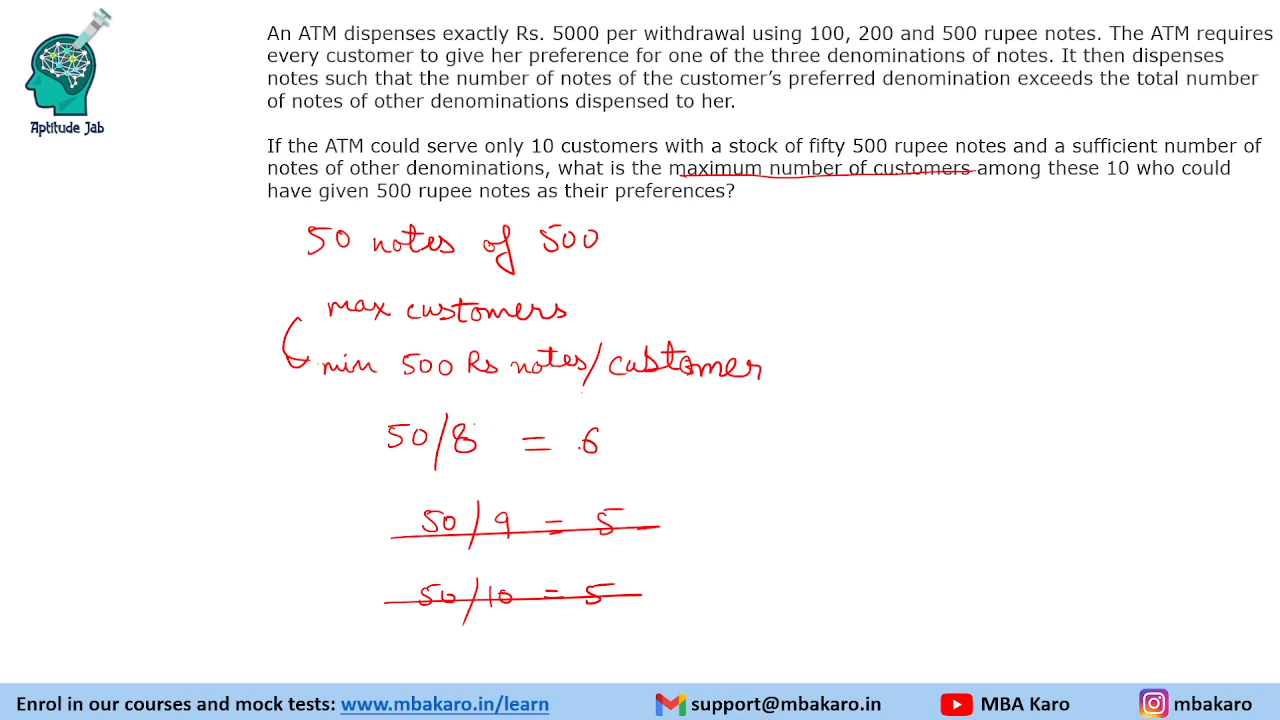 An ATM dispenses exactly Rs. 5000 per withdrawal using 100, 200 and 500 rupee notes. The ATM requires
every customer to give her preference for one of the three denominations of notes. It then dispenses
notes such that the number of notes of the customer's preferred denomination exceeds the total number
of notes of other denominations dispensed to her.
Aptitude Jab
If the ATM could serve only 10 customers with a stock of fifty 500 rupee notes and a sufficient number of
notes of other denominations, what is the maximum number of customers among these 10 who could
have given 500 rupee notes as their preferences?
50 notes of 500
max customers
min 500 Rs notes/customer
50/8 = 6
50/9 = 5
50/10 = 5
Enrol in our courses and mock tests: www.mbakaro.in/learn support@mbakaro.in MBA Karo mbakaro